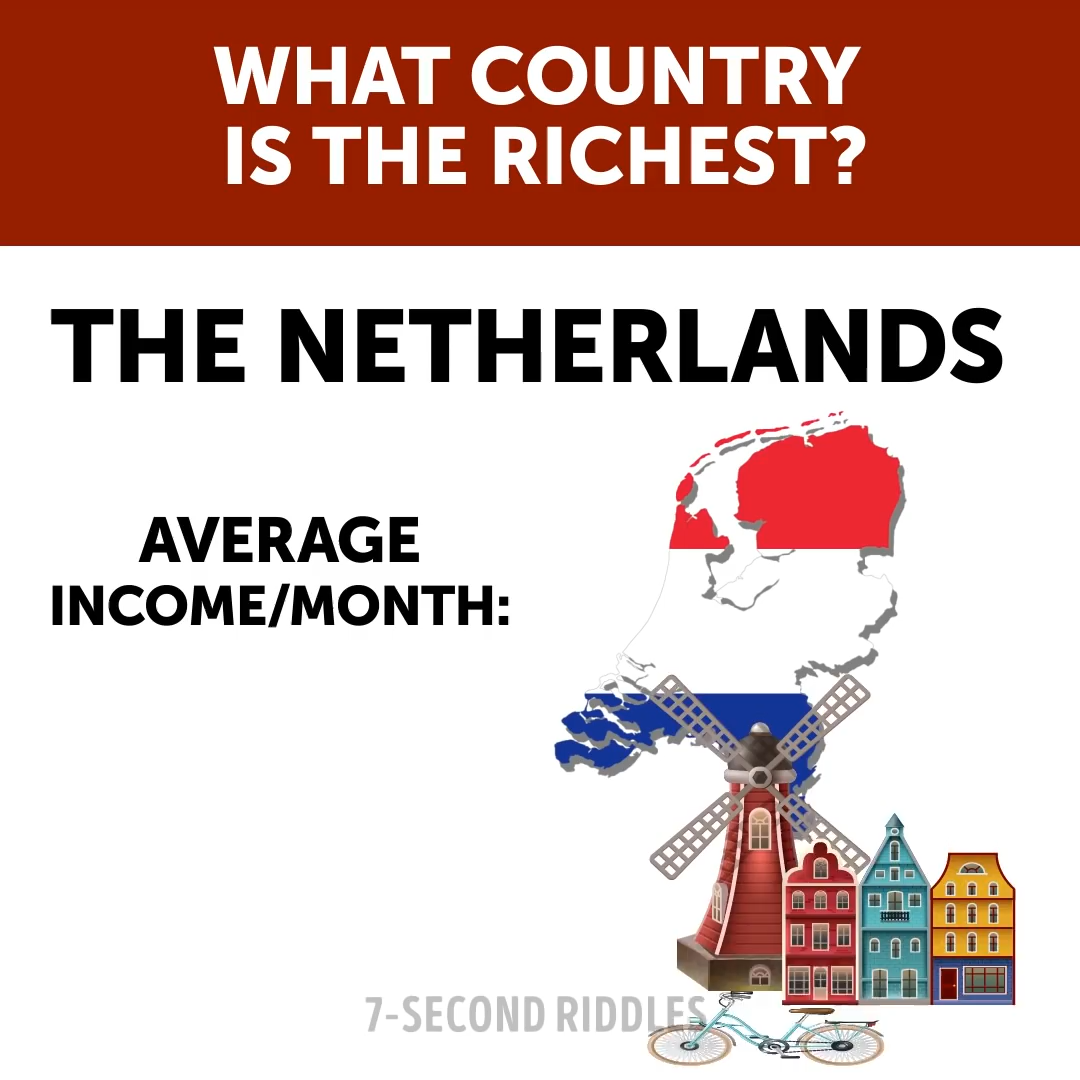 WHAT COUNTRY
IS THE RICHEST?
THE NETHERLANDS
AVERAGE
INCOME/MONTH:
7-SECOND RIDDLES